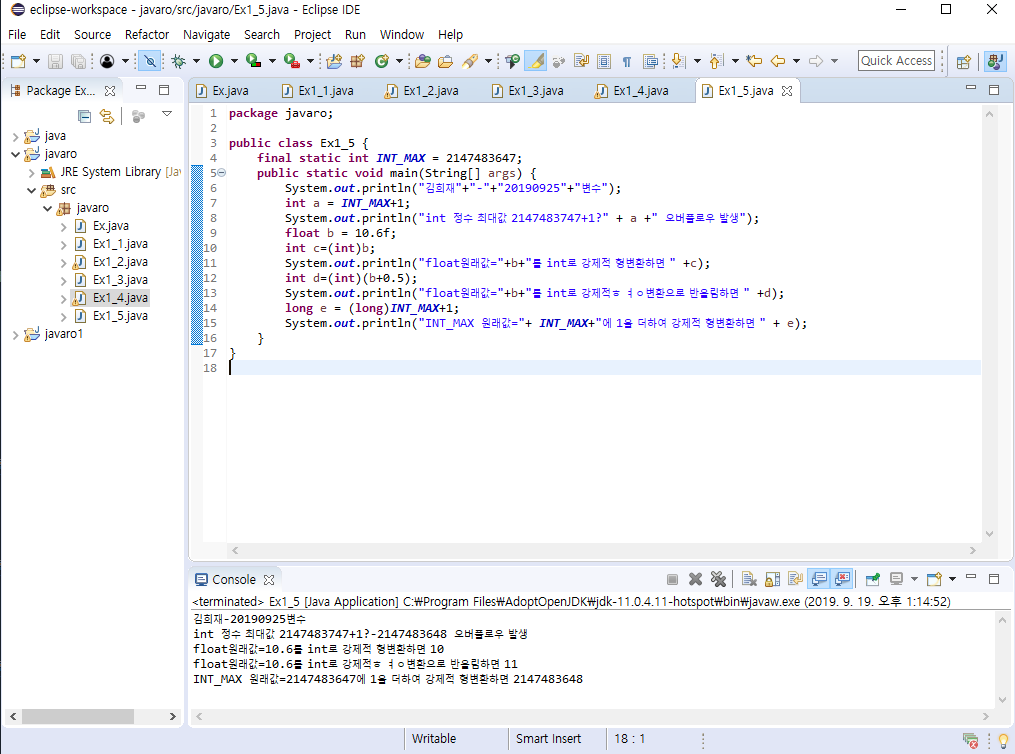 eclipse-workspace - javaro/src/javaro/Ex1_5.java - Eclipse IDE
File Edit Source Refactor Navigate Search Project Run Window Help
Quick Access
Package Ex...
Ex.java Ex1_1.java Ex1_2.java Ex1_3.java Ex1_4.java Ex1_5.java
java
javaro
JRE System Library [Jav
src
javaro
Ex.java
Ex1_1.java
Ex1_2.java
Ex1_3.java
Ex1_4.java
Ex1_5.java
javaro1
1 package javaro;
2
3 public class Ex1_5 {
4 final static int INT_MAX = 2147483647;
5 public static void main(String[] args) {
6 System.out.println("김희재"+"-"+"20190925"+"변수");
7 int a = INT_MAX+1;
8 System.out.println("int 정수 최대값 2147483747+1?" + a +" 오버플로우 발생");
9 float b = 10.6f;
10 int c=(int)b;
11 System.out.println("float원래값="+b+"를 int로 강제적 형변환하면 " +c);
12 int d=(int)(b+0.5);
13 System.out.println("float원래값="+b+"를 int로 강제적ㅎ ㅕㅇ변환으로 반올림하면 " +d);
14 long e = (long)INT_MAX+1;
15 System.out.println("INT_MAX 원래값="+ INT_MAX+"에 1을 더하여 강제적 형변환하면 " + e);
16 }
17 }
18
Console
<terminated> Ex1_5 [Java Application] C:₩Program Files₩AdoptOpenJDK₩jdk-11.0.4.11-hotspot₩bin₩javaw.exe (2019. 9. 19. 오후 1:14:52)
김희재-20190925변수
int 정수 최대값 2147483747+1?-2147483648 오버플로우 발생
float원래값=10.6를 int로 강제적 형변환하면 10
float원래값=10.6를 int로 강제적ㅎ ㅕㅇ변환으로 반올림하면 11
INT_MAX 원래값=2147483647에 1을 더하여 강제적 형변환하면 2147483648
Writable Smart Insert 18 : 1